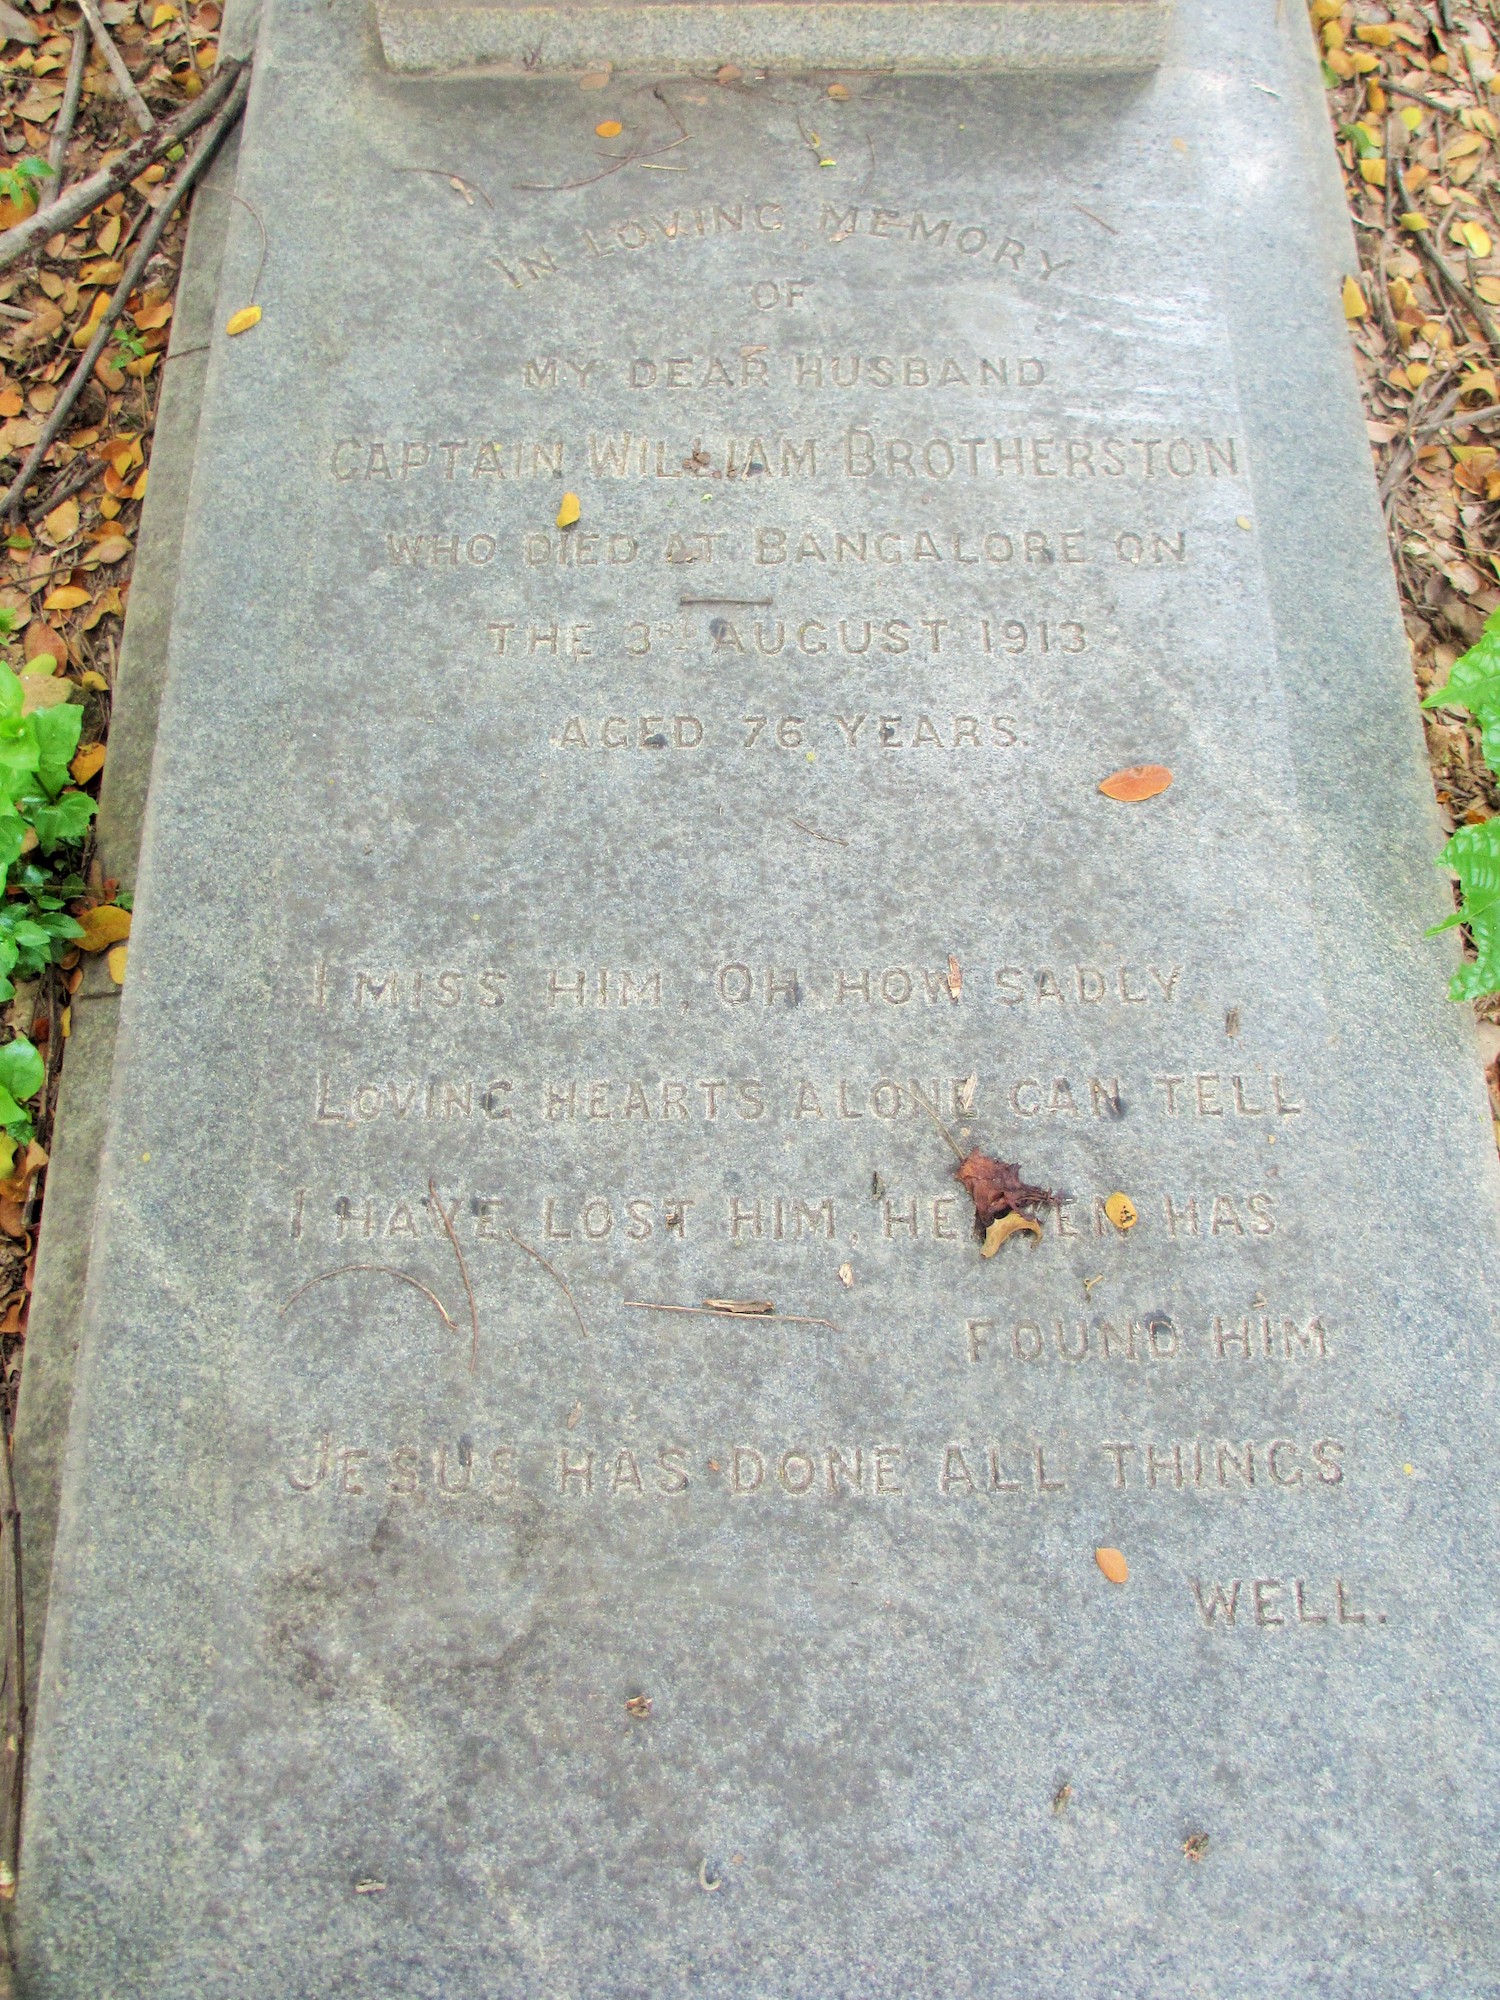 IN LOVING MEMORY
OF
MY DEAR HUSBAND
CAPTAIN WILLIAM BROTHERSTON
WHO DIED AT BANGALORE ON
THE 3RD AUGUST 1913
AGED 76 YEARS.
I MISS HIM, OH HOW SADLY
LOVING HEARTS ALONE CAN TELL
I HAVE LOST HIM, HEAVEN HAS
FOUND HIM
JESUS HAS DONE ALL THINGS
WELL.